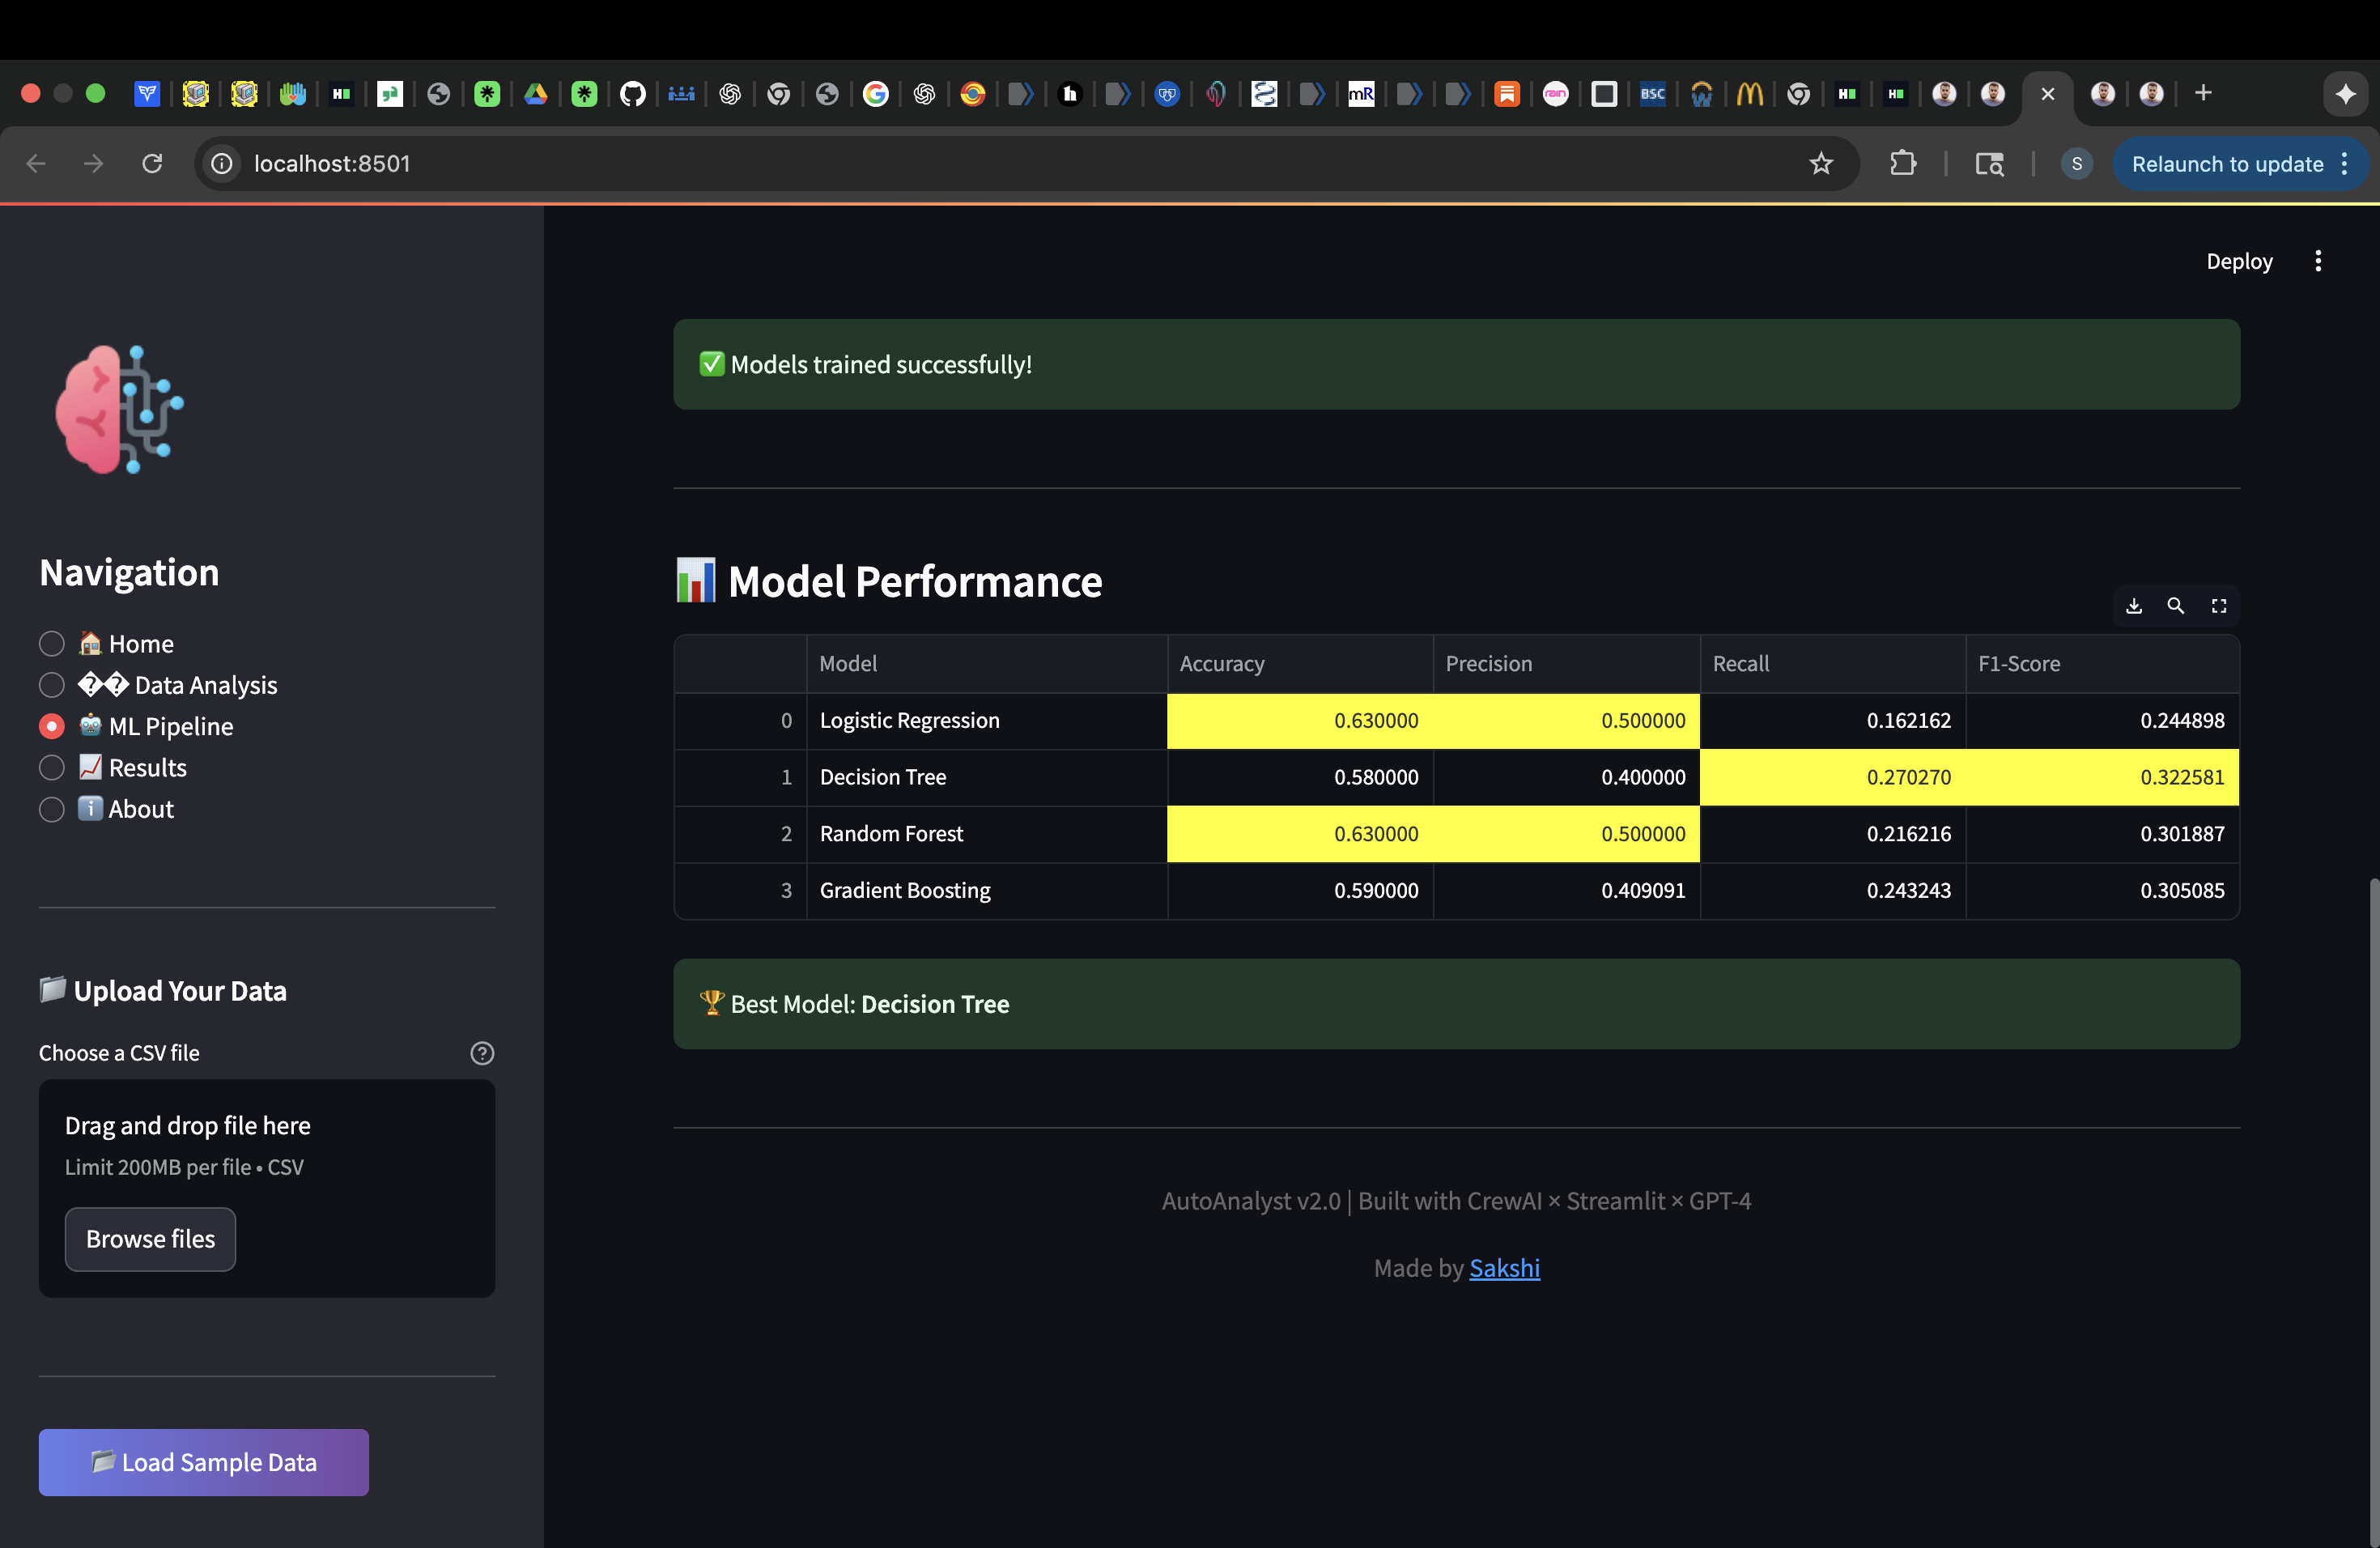 localhost:8501
S
Relaunch to update
Deploy
✅ Models trained successfully!
Navigation
🏠 Home
�� Data Analysis
🤖 ML Pipeline
📈 Results
ℹ️ About
📁 Upload Your Data
Choose a CSV file
Drag and drop file here
Limit 200MB per file • CSV
Browse files
📁 Load Sample Data
📊 Model Performance
Model Accuracy Precision Recall F1-Score
0 Logistic Regression 0.630000 0.500000 0.162162 0.244898
1 Decision Tree 0.580000 0.400000 0.270270 0.322581
2 Random Forest 0.630000 0.500000 0.216216 0.301887
3 Gradient Boosting 0.590000 0.409091 0.243243 0.305085
🏆 Best Model: Decision Tree
AutoAnalyst v2.0 | Built with CrewAI × Streamlit × GPT-4
Made by Sakshi